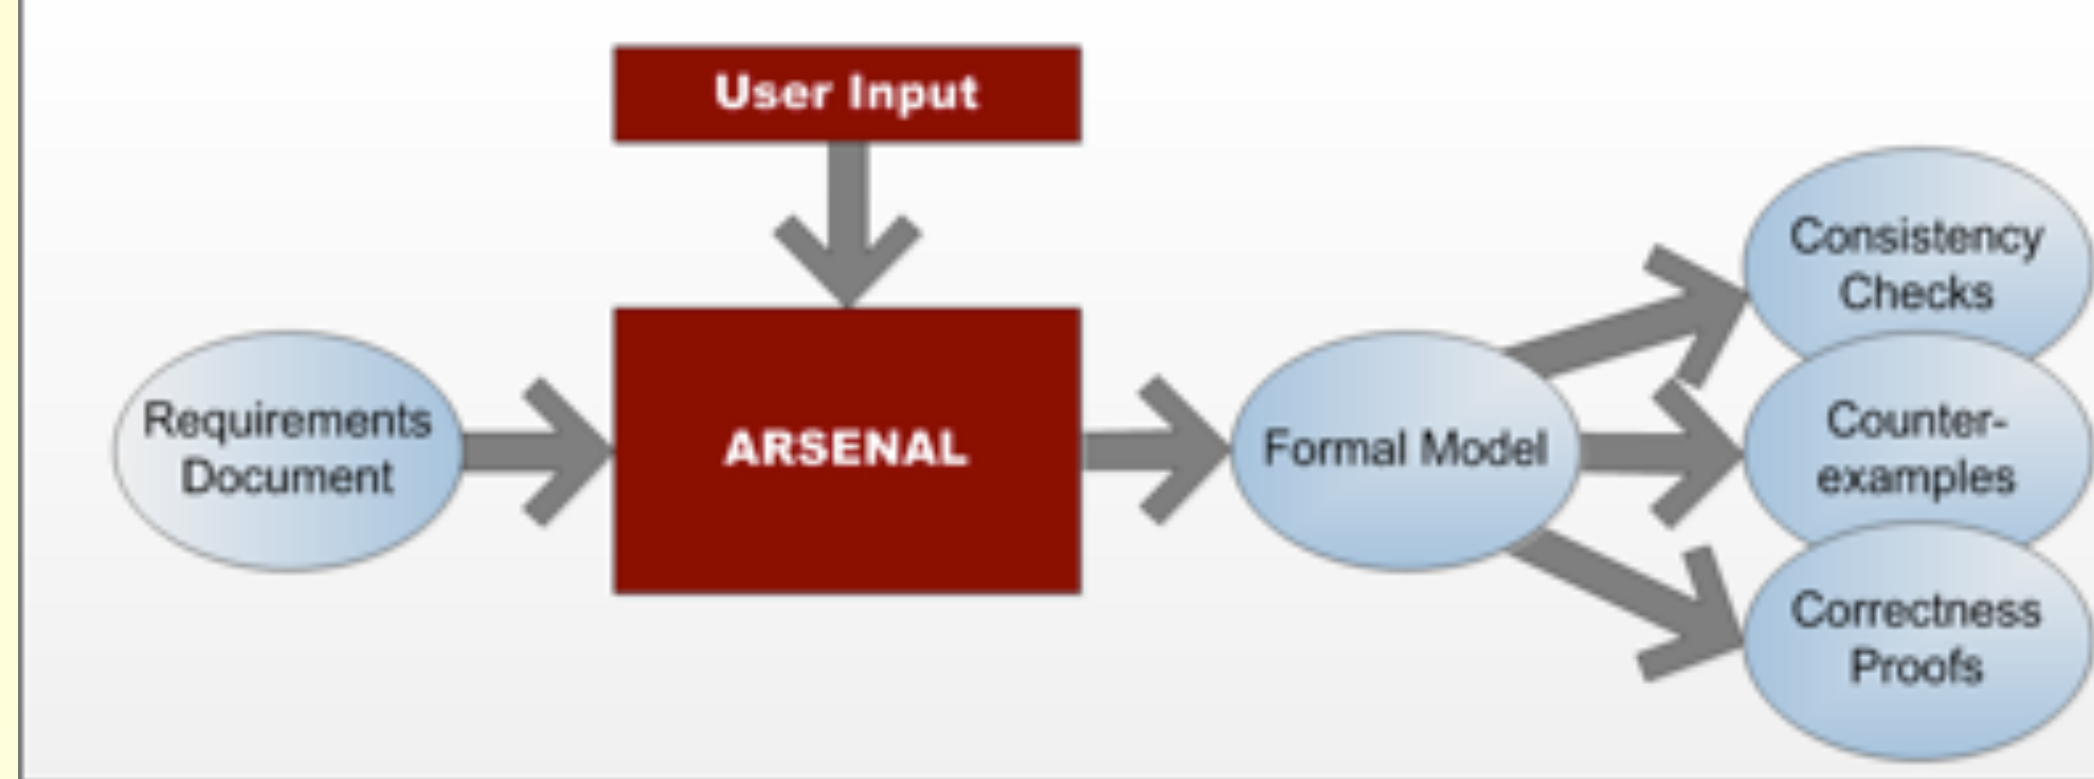 User Input
Requirements
Document
ARSENAL
Formal Model
Consistency
Checks
Counter-
examples
Correctness
Proofs